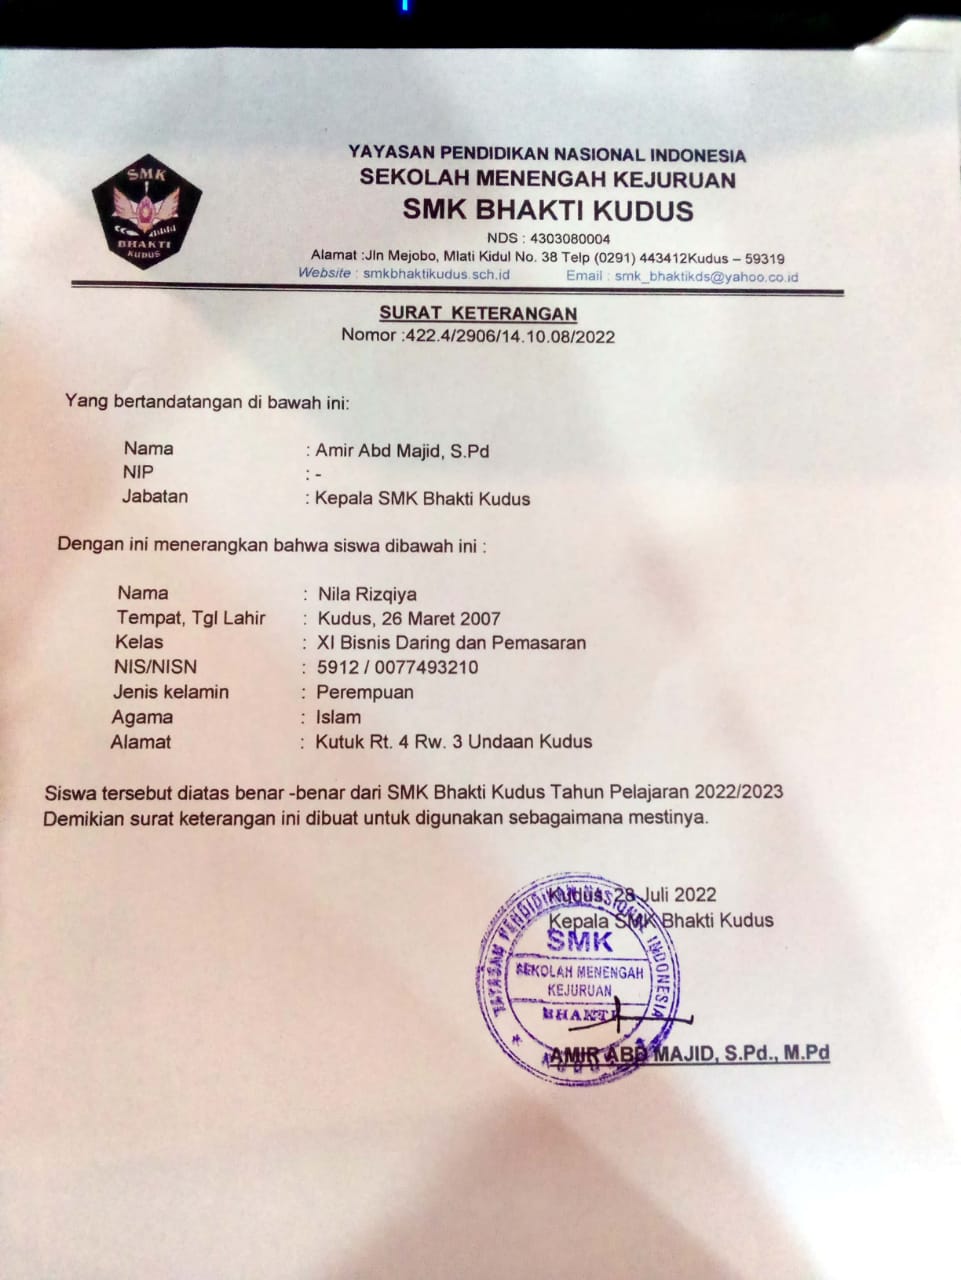 SMK
BHAKTI
KUDUS
YAYASAN PENDIDIKAN NASIONAL INDONESIA
SEKOLAH MENENGAH KEJURUAN
SMK BHAKTI KUDUS
NDS : 4303080004
Alamat :Jln Mejobo, Mlati Kidul No. 38 Telp (0291) 443412Kudus – 59319
Website : smkbhaktikudus.sch.id Email : smk_bhaktikds@yahoo.co.id
SURAT KETERANGAN
Nomor :422.4/2906/14.10.08/2022
Yang bertandatangan di bawah ini:
Nama : Amir Abd Majid, S.Pd
NIP : -
Jabatan : Kepala SMK Bhakti Kudus
Dengan ini menerangkan bahwa siswa dibawah ini :
Nama : Nila Rizqiya
Tempat, Tgl Lahir : Kudus, 26 Maret 2007
Kelas : XI Bisnis Daring dan Pemasaran
NIS/NISN : 5912 / 0077493210
Jenis kelamin : Perempuan
Agama : Islam
Alamat : Kutuk Rt. 4 Rw. 3 Undaan Kudus
Siswa tersebut diatas benar -benar dari SMK Bhakti Kudus Tahun Pelajaran 2022/2023
Demikian surat keterangan ini dibuat untuk digunakan sebagaimana mestinya.
Kudus, 28 Juli 2022
Kepala SMK Bhakti Kudus
YAYASAN PENDIDIKAN NASIONAL INDONESIA
SMK
SEKOLAH MENENGAH
KEJURUAN
BHAKTI
KUDUS
AMIR ABD MAJID, S.Pd., M.Pd